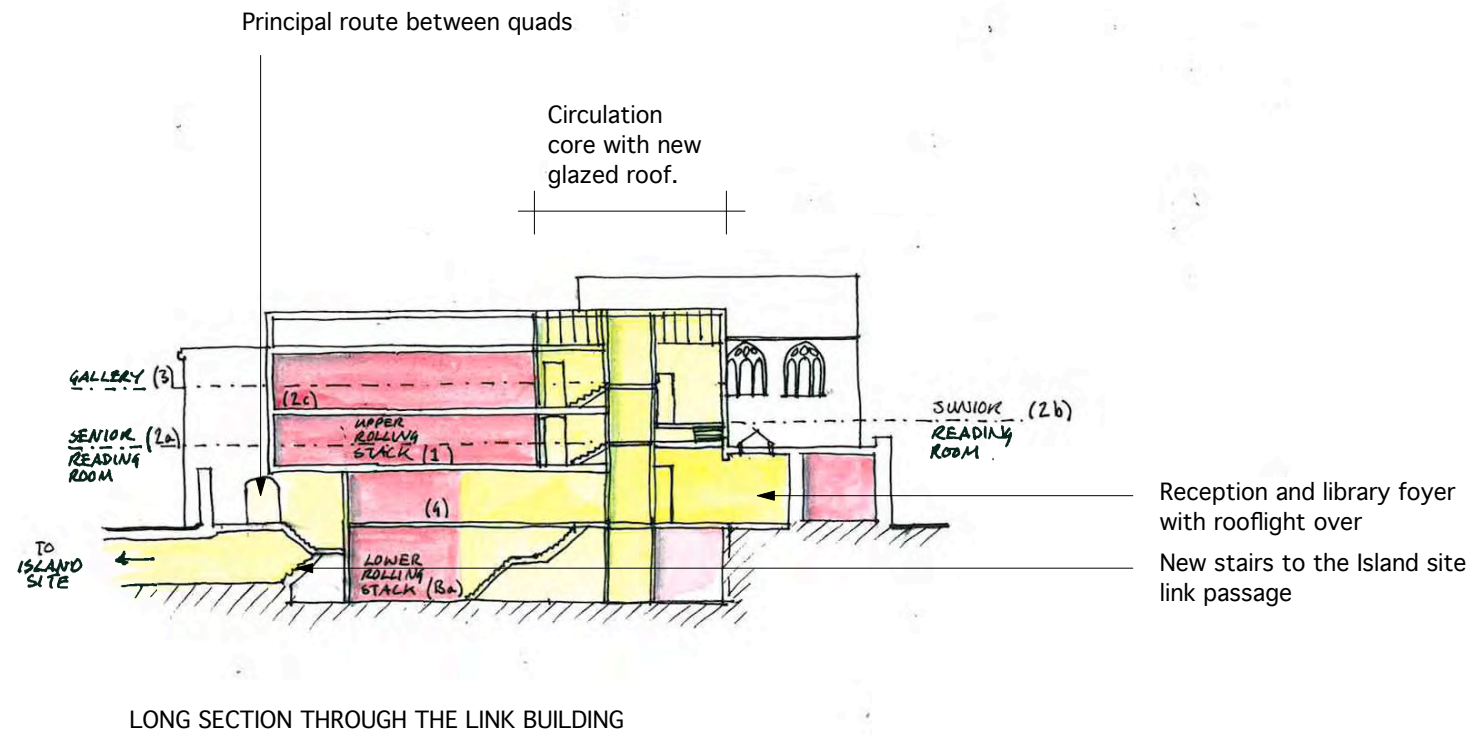 Principal route between quads
Circulation
core with new
glazed roof.
GALLERY (3)
(2c)
UPPER
ROLLING
STACK (1)
SENIOR (2a)
READING
ROOM
JUNIOR (2b)
READING
ROOM
(4)
Reception and library foyer
with rooflight over
TO
ISLAND
SITE
LOWER
ROLLING
STACK (Ba)
New stairs to the Island site
link passage
LONG SECTION THROUGH THE LINK BUILDING